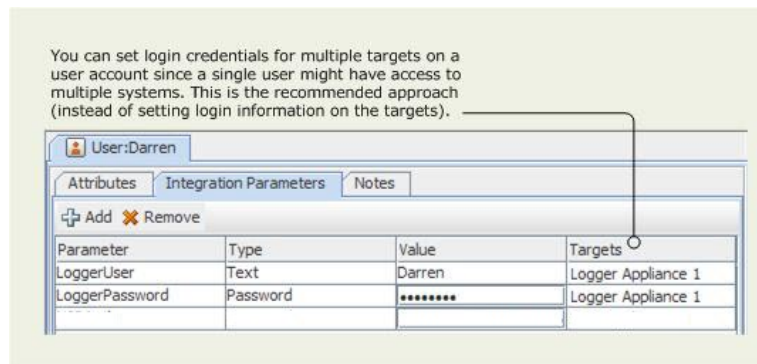 You can set login credentials for multiple targets on a
user account since a single user might have access to
multiple systems. This is the recommended approach
(instead of setting login information on the targets).
User:Darren
Attributes Integration Parameters Notes
Add Remove
Parameter Type Value Targets
LoggerUser Text Darren Logger Appliance 1
LoggerPassword Password •••••••• Logger Appliance 1